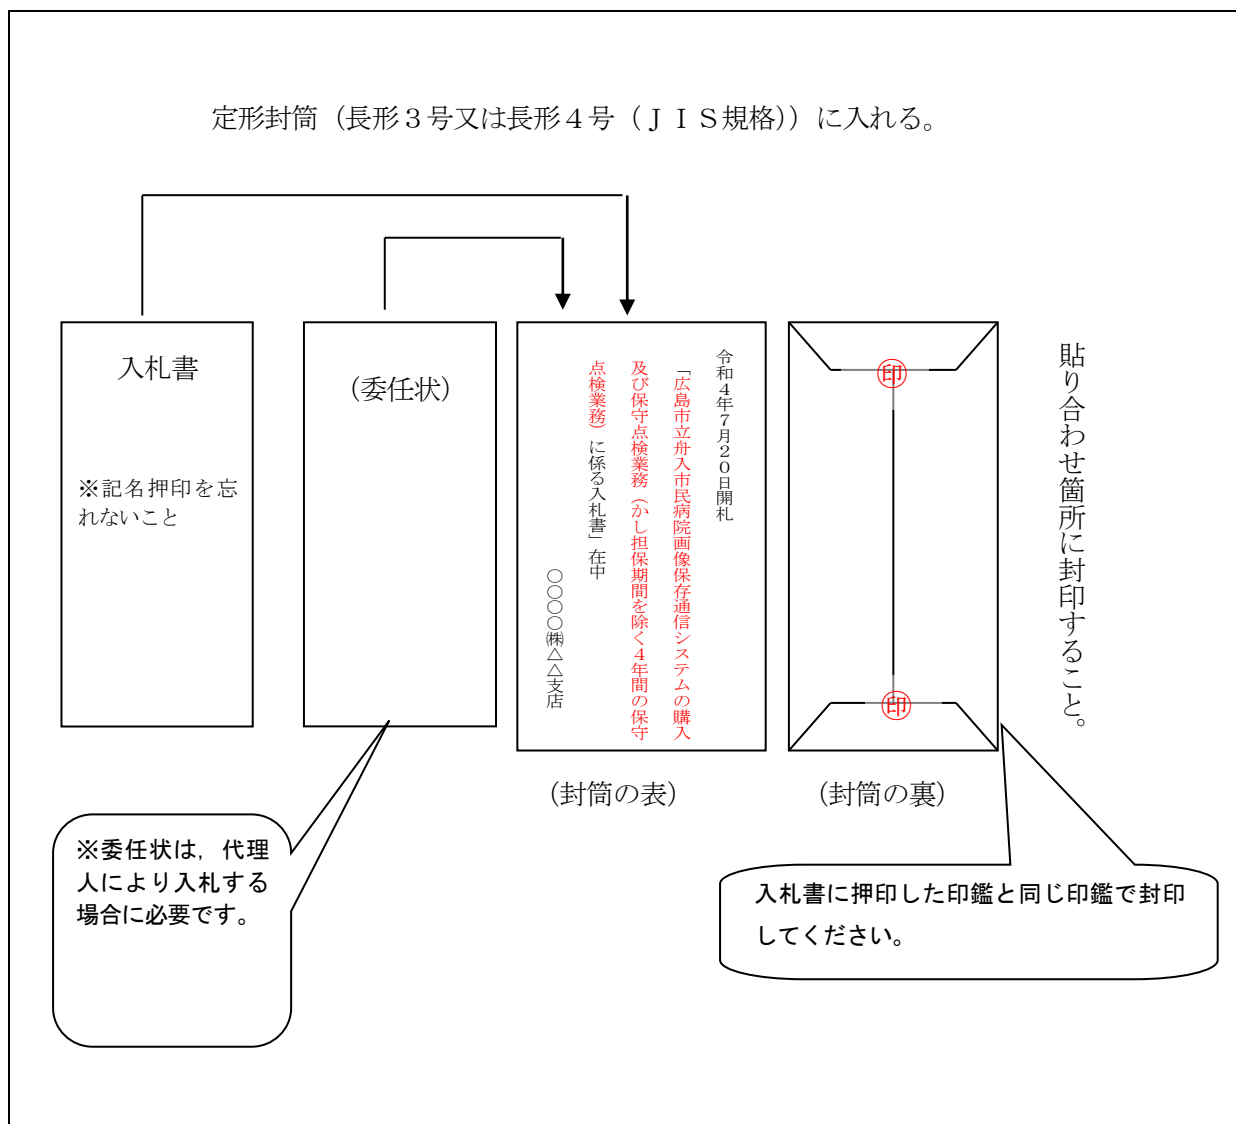 定形封筒（長形３号又は長形４号（ＪＩＳ規格））に入れる。
入札書
※記名押印を忘
れないこと
（委任状）
令和４年７月２０日開札
「広島市立舟入市民病院画像保存通信システムの購入
及び保守点検業務（かし担保期間を除く４年間の保守
点検業務）に係る入札書」在中
○○○○㈱△△支店
印
印
貼り合わせ箇所に封印すること。
（封筒の表）
（封筒の裏）
※委任状は，代理
人により入札する
場合に必要です。
入札書に押印した印鑑と同じ印鑑で封印
してください。